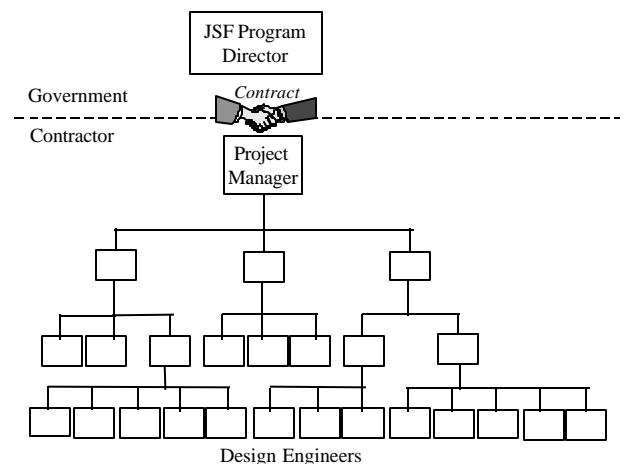 JSF Program
Director
Contract
Government
Contractor
Project
Manager
Design Engineers